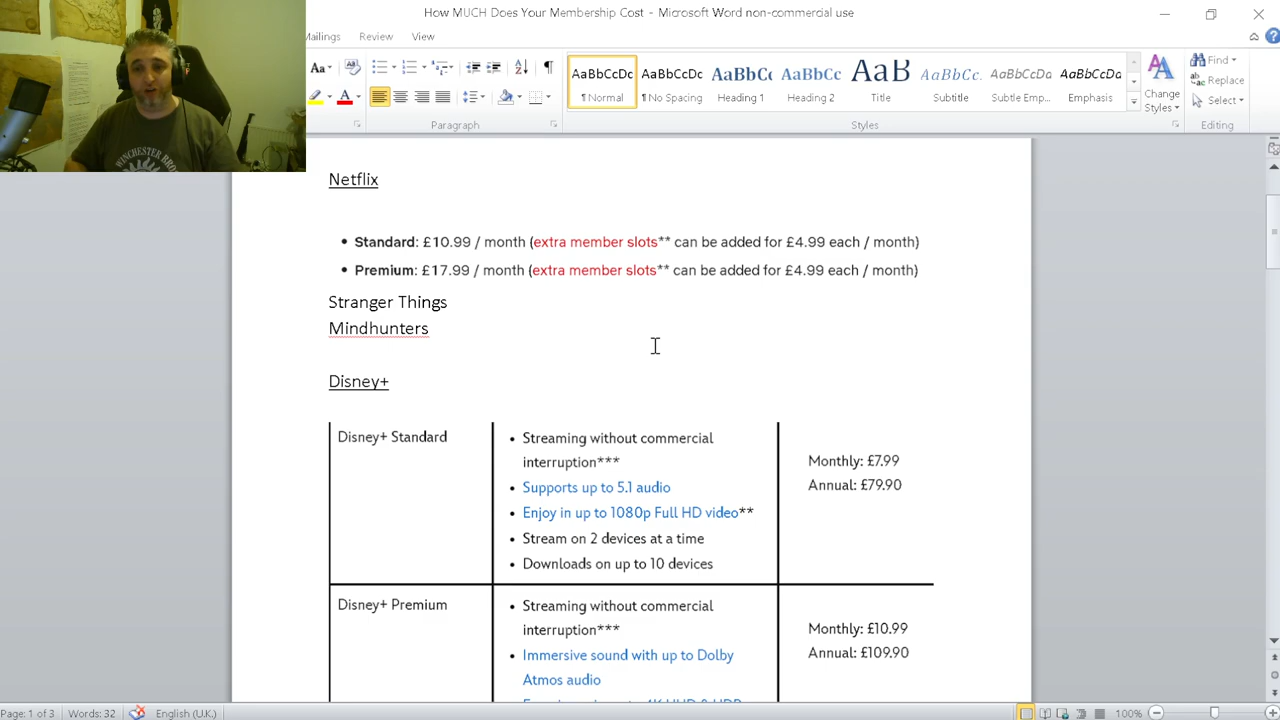 How MUCH Does Your Membership Cost - Microsoft Word non-commercial use
Mailings Review View
Aa
AaBbCcDc AaBbCcDc AaBbCc AaBbCc AaB AaBbCc. AaBbCcDc AaBbCcDc
¶ Normal ¶ No Spacing Heading 1 Heading 2 Title Subtitle Subtle Emp... Emphasis
Change Styles
Find
Replace
Select
Paragraph Styles Editing
WINCHESTER BRO
Netflix
• Standard: £10.99 / month (extra member slots** can be added for £4.99 each / month)
• Premium: £17.99 / month (extra member slots** can be added for £4.99 each / month)
Stranger Things
Mindhunters
Disney+
Disney+ Standard
• Streaming without commercial
interruption***
• Supports up to 5.1 audio
• Enjoy in up to 1080p Full HD video**
• Stream on 2 devices at a time
• Downloads on up to 10 devices
Monthly: £7.99
Annual: £79.90
Disney+ Premium
• Streaming without commercial
interruption***
• Immersive sound with up to Dolby
Atmos audio
Monthly: £10.99
Annual: £109.90
Page: 1 of 3 Words: 32 English (U.K.) 100%